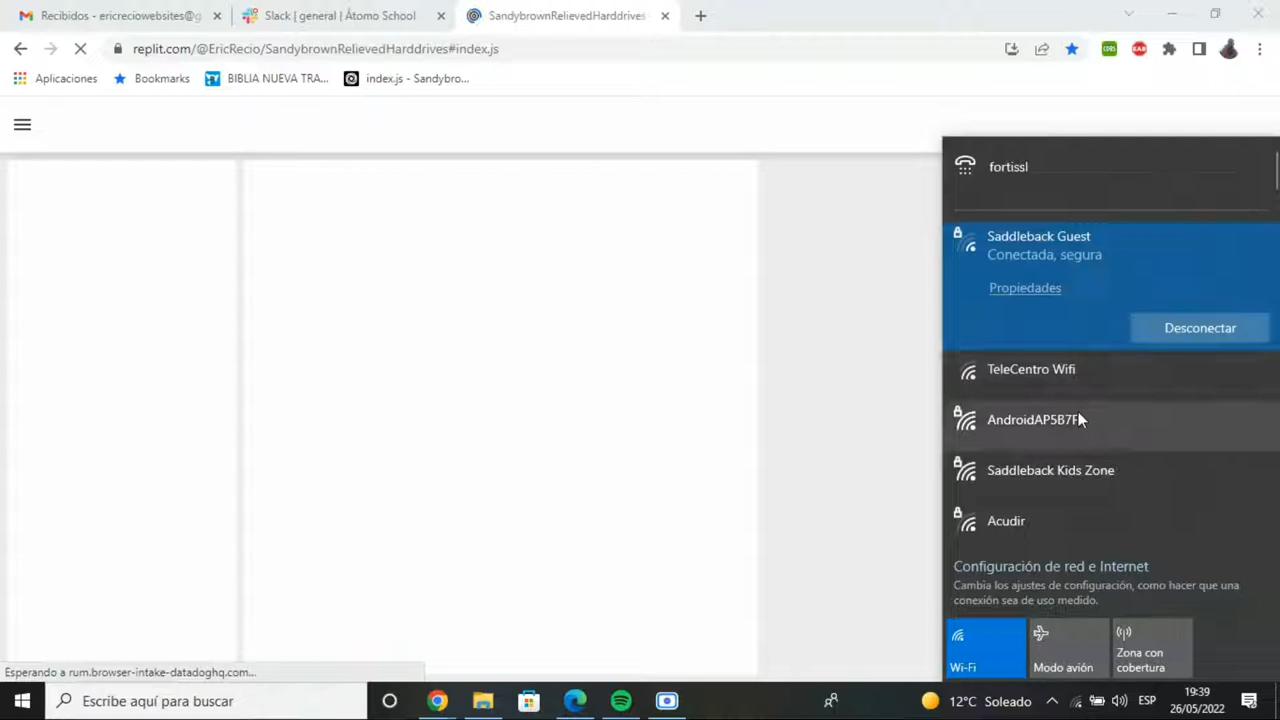 Recibidos - ericreciowebsites@g
Slack | general | Átomo School
SandybrownRelievedHarddrives
replit.com/@EricRecio/SandybrownRelievedHarddrives#index.js
Aplicaciones
Bookmarks
BIBLIA NUEVA TRA...
index.js - Sandybro...
fortissl
Saddleback Guest
Conectada, segura
Propiedades
Desconectar
TeleCentro Wifi
AndroidAP5B7F
Saddleback Kids Zone
Acudir
Configuración de red e Internet
Cambia los ajustes de configuración, como hacer que una
conexión sea de uso medido.
Wi-Fi
Modo avión
Zona con
cobertura
Esperando a rum.browser-intake-datadoghq.com...
Escribe aquí para buscar
12°C Soleado
ESP
19:39
26/05/2022